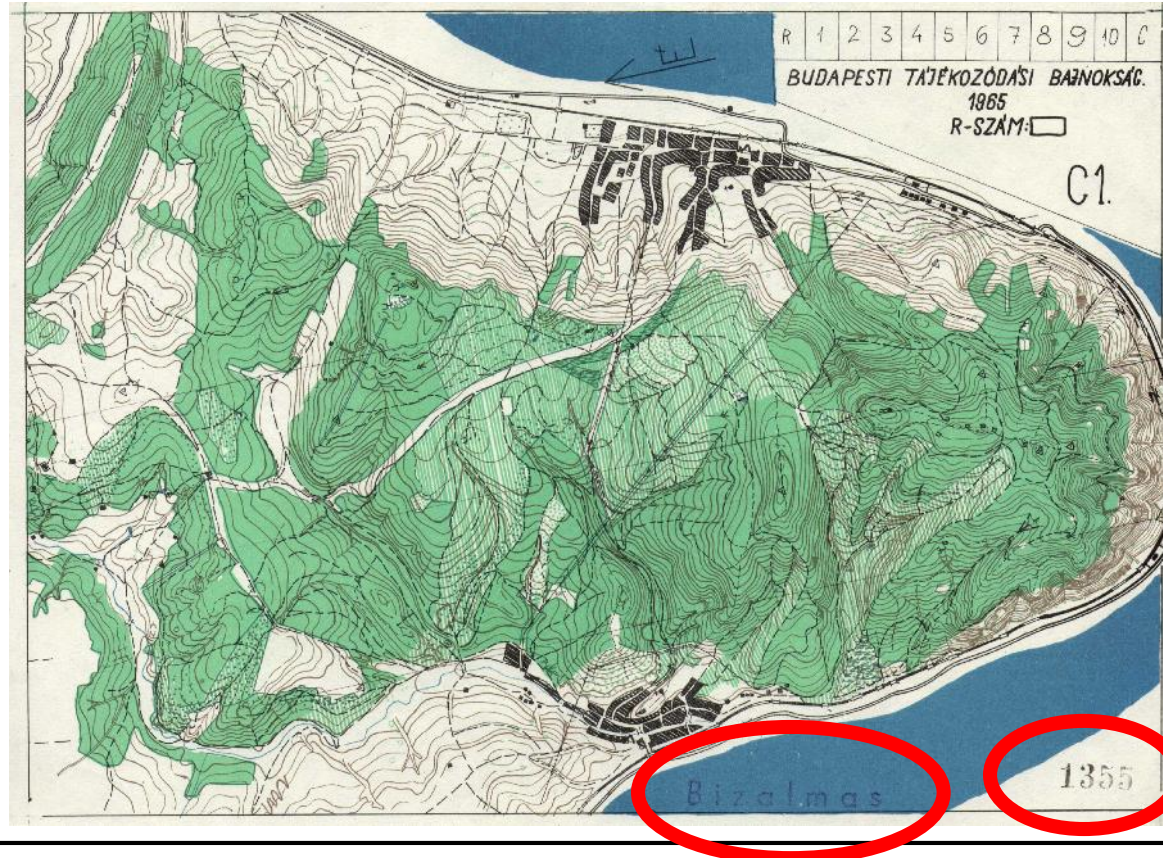 R 1 2 3 4 5 6 7 8 9 10 C
BUDAPESTI TÁJÉKOZÓDÁSI BAJNOKSÁG.
1965
R-SZÁM:
C1.
É
Bizalmas
1355